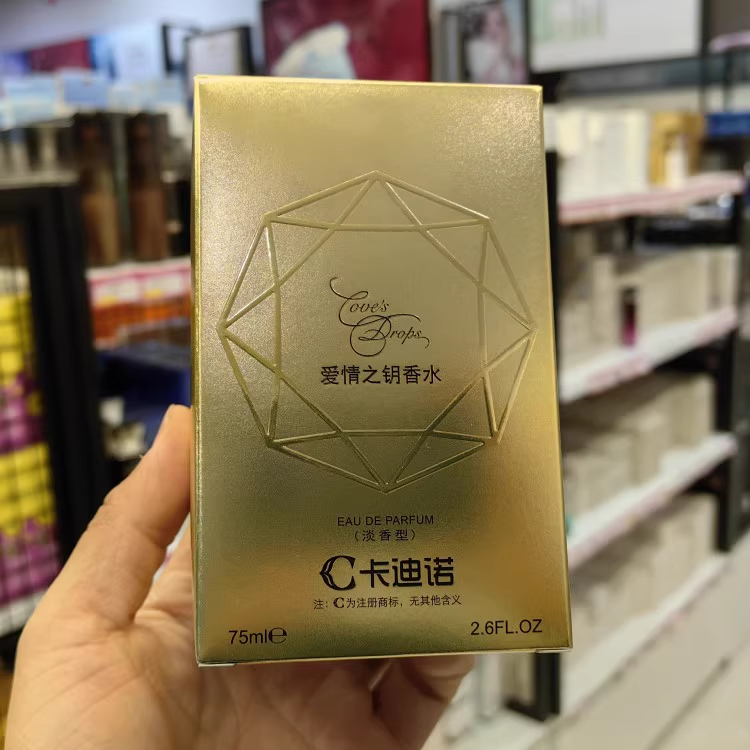 Love's
Drops
爱情之钥香水
EAU DE PARFUM
（淡香型）
C卡迪诺
注：C为注册商标，无其他含义
75ml℮
2.6FL.OZ